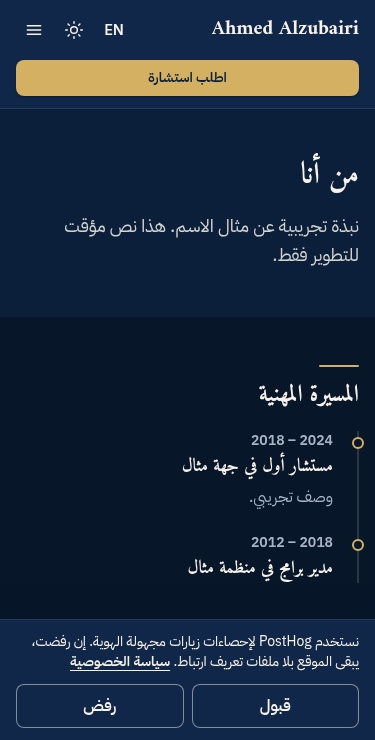 Ahmed Alzubairi
EN
اطلب استشارة
من أنا
نبذة تجريبية عن مثال الاسم. هذا نص مؤقت
للتطوير فقط.
المسيرة المهنية
2018 – 2024
مستشار أول في جهة مثال
وصف تجريبي.
2012 – 2018
مدير برامج في منظمة مثال
نستخدم PostHog لإحصاءات زيارات مجهولة الهوية. إن رفضت،
يبقى الموقع بلا ملفات تعريف ارتباط. سياسة الخصوصية
قبول
رفض